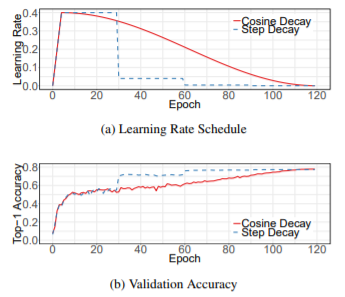 0.4
0.3
0.2
0.1
0.0
Learning Rate
Cosine Decay
Step Decay
0 20 40 60 80 100 120
Epoch
(a) Learning Rate Schedule
0.8
0.6
0.4
0.2
0.0
Top-1 Accuracy
Cosine Decay
Step Decay
0 20 40 60 80 100 120
Epoch
(b) Validation Accuracy